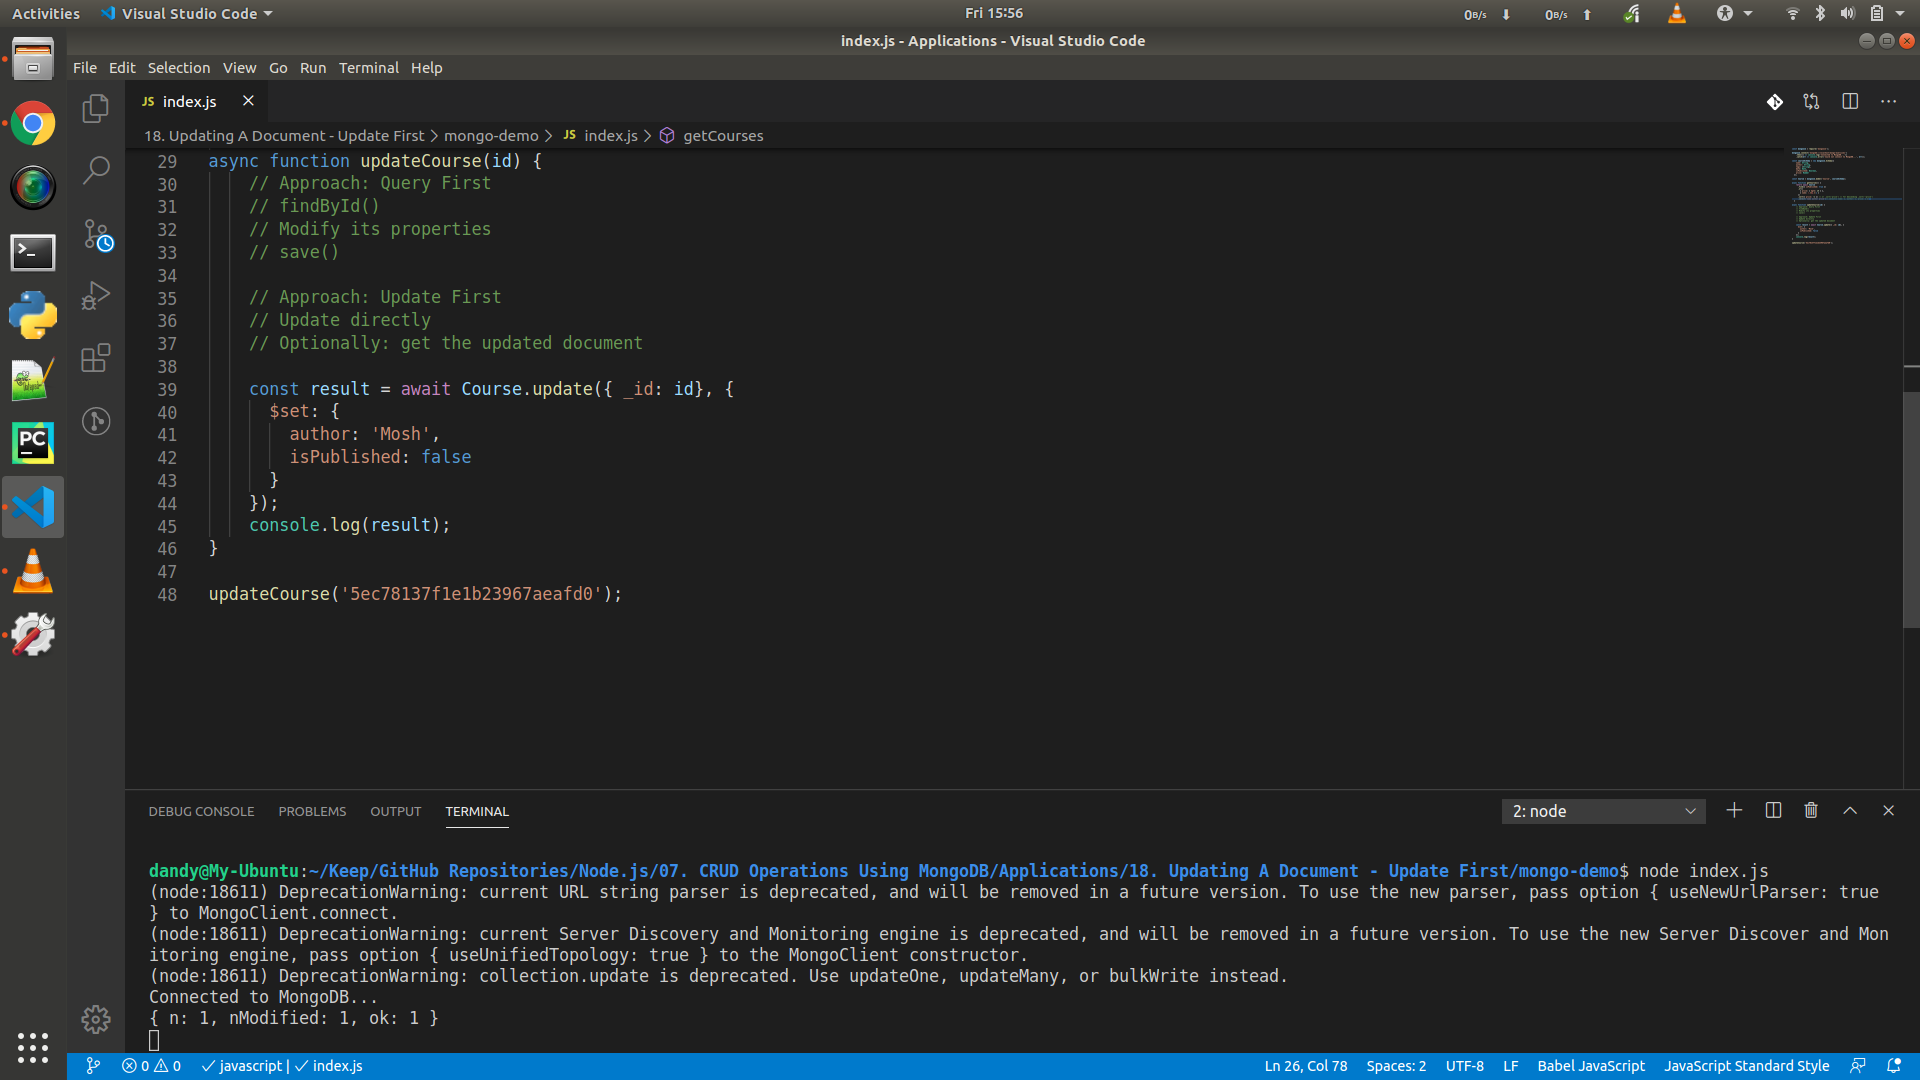 Activities Visual Studio Code Fri 15:56 0B/s 0B/s
index.js - Applications - Visual Studio Code
File Edit Selection View Go Run Terminal Help
JS index.js
18. Updating A Document - Update First > mongo-demo > JS index.js > getCourses
29 async function updateCourse(id) {
30 // Approach: Query First
31 // findById()
32 // Modify its properties
33 // save()
34
35 // Approach: Update First
36 // Update directly
37 // Optionally: get the updated document
38
39 const result = await Course.update({ _id: id}, {
40 $set: {
41 author: 'Mosh',
42 isPublished: false
43 }
44 });
45 console.log(result);
46 }
47
48 updateCourse('5ec78137f1e1b23967aeafd0');
DEBUG CONSOLE PROBLEMS OUTPUT TERMINAL 2: node
dandy@My-Ubuntu:~/Keep/GitHub Repositories/Node.js/07. CRUD Operations Using MongoDB/Applications/18. Updating A Document - Update First/mongo-demo$ node index.js
(node:18611) DeprecationWarning: current URL string parser is deprecated, and will be removed in a future version. To use the new parser, pass option { useNewUrlParser: true
} to MongoClient.connect.
(node:18611) DeprecationWarning: current Server Discovery and Monitoring engine is deprecated, and will be removed in a future version. To use the new Server Discover and Mon
itoring engine, pass option { useUnifiedTopology: true } to the MongoClient constructor.
(node:18611) DeprecationWarning: collection.update is deprecated. Use updateOne, updateMany, or bulkWrite instead.
Connected to MongoDB...
{ n: 1, nModified: 1, ok: 1 }
0 0 javascript | index.js Ln 26, Col 78 Spaces: 2 UTF-8 LF Babel JavaScript JavaScript Standard Style